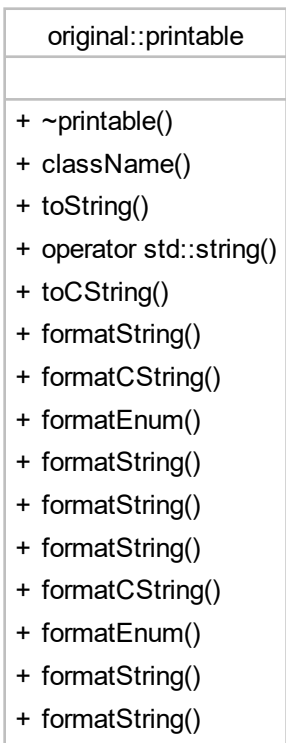 original::printable
+ ~printable()
+ className()
+ toString()
+ operator std::string()
+ toCString()
+ formatString()
+ formatCString()
+ formatEnum()
+ formatString()
+ formatString()
+ formatString()
+ formatCString()
+ formatEnum()
+ formatString()
+ formatString()